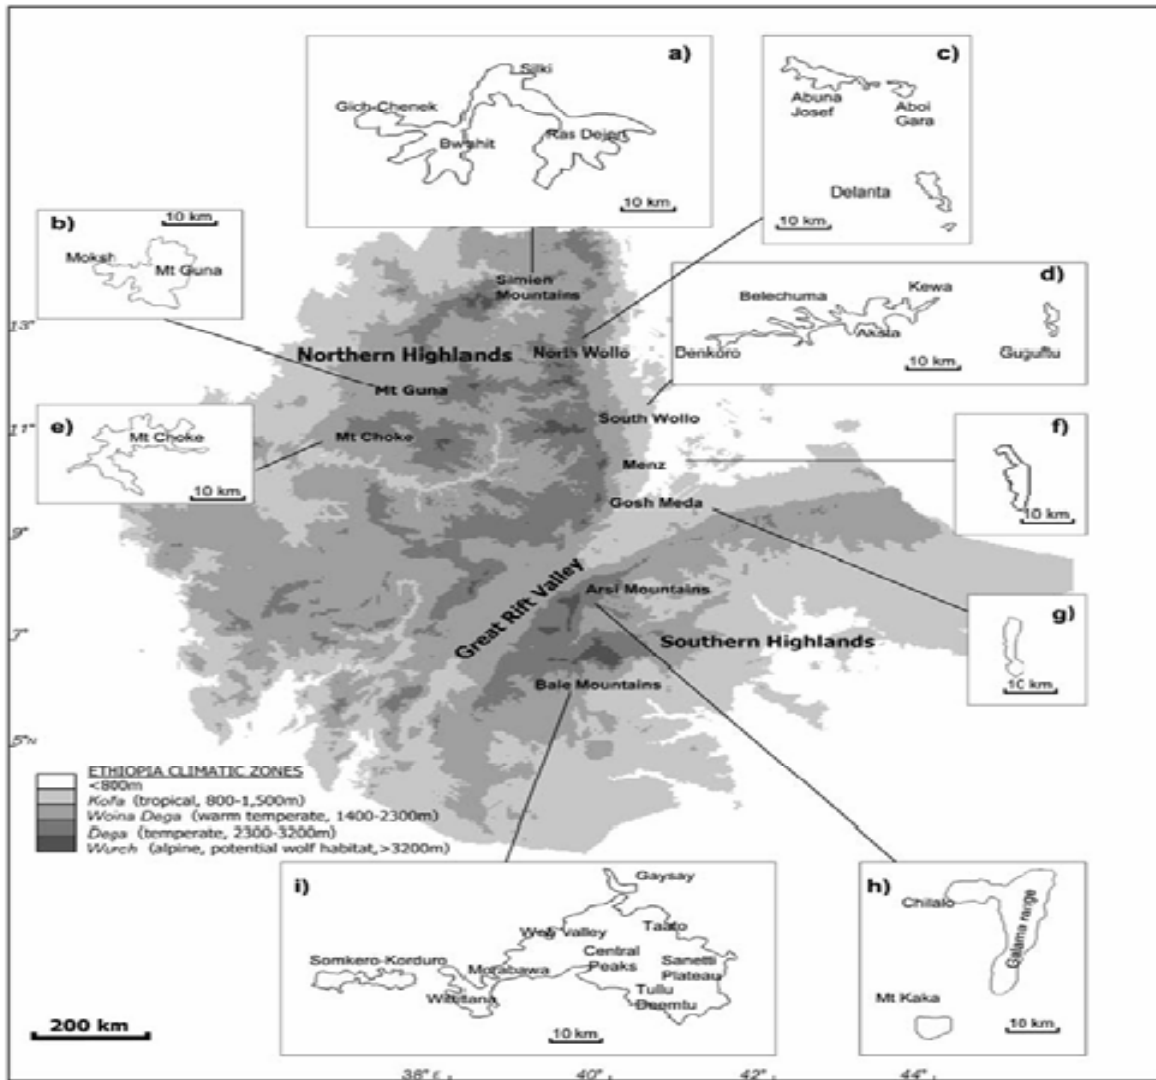 a)
Silki
Gich-Chenek
Bwahit
Ras Dejen
10 km
c)
Abuna
Josef
Aboi
Gara
Delanta
10 km
b)
10 km
Moksh
Mt Guna
d)
Belechuma
Kewa
Aksta
Denkoro
Guguftu
10 km
Simien
Mountains
13°
Northern Highlands
North Wollo
Mt Guna
e)
Mt Choke
10 km
11°
Mt Choke
South Wollo
f)
10 km
Menz
Gosh Meda
9°
Great Rift Valley
Arsi Mountains
g)
10 km
7°
Southern Highlands
Bale Mountains
5°N
ETHIOPIA CLIMATIC ZONES
<800m
Kolla (tropical, 800-1,500m)
Woina Dega (warm temperate, 1400-2300m)
Dega (temperate, 2300-3200m)
Wurch (alpine, potential wolf habitat,>3200m)
i)
Gaysay
Web Valley
Taato
Somkero-Korduro
Morabawa
Central
Peaks
Sanetti
Plateau
Wittitana
Tullu
Deemtu
10 km
h)
Chilalo
Galama range
Mt Kaka
10 km
200 km
38° E
40°
42°
44°